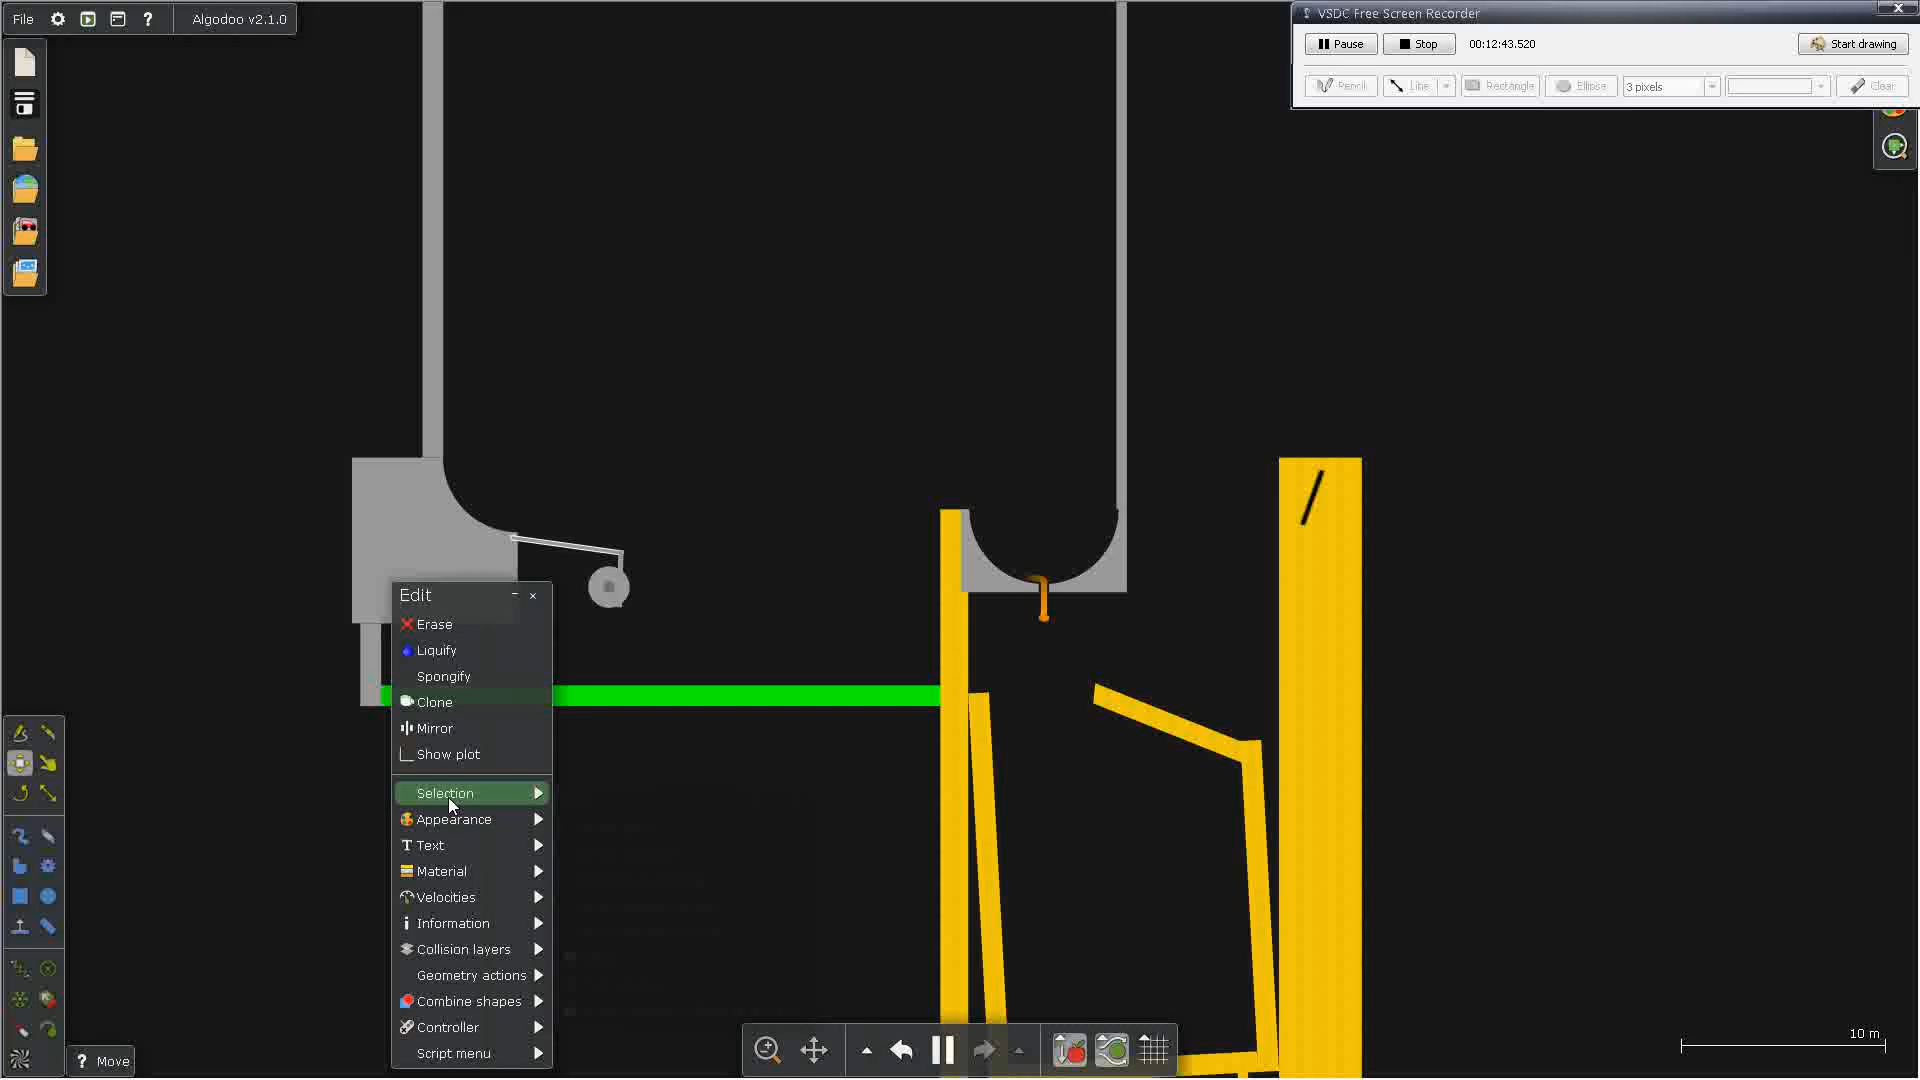 File ? Algodoo v2.1.0
VSDC Free Screen Recorder
Pause Stop 00:12:43.520 Start drawing
Pencil Line Rectangle Ellipse 3 pixels Clear
Edit
Erase
Liquify
Spongify
Clone
Mirror
Show plot
Selection
Appearance
T Text
Material
Velocities
i Information
Collision layers
Geometry actions
Combine shapes
Controller
Script menu
? Move
10 m